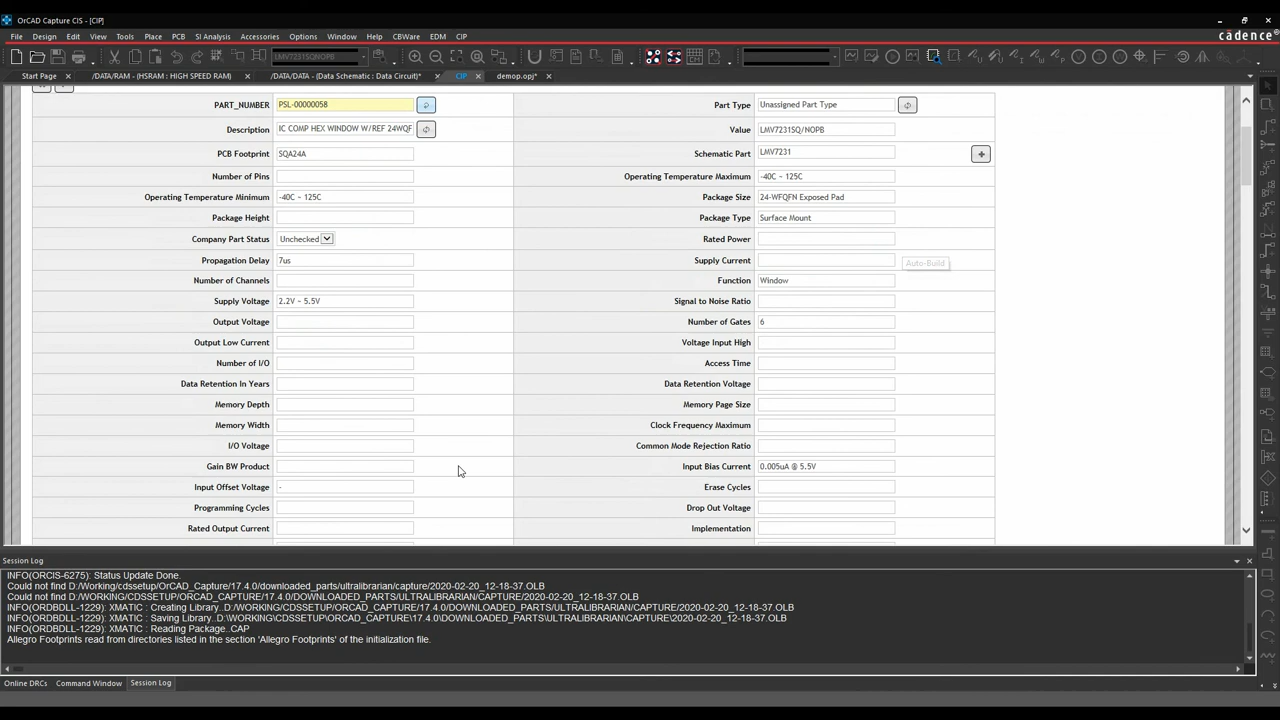 OrCAD Capture CIS - [CIP]
File Design Edit View Tools Place PCB SI Analysis Accessories Options Window Help CBWare EDM CIP
cadence
LMV7231SQNOPB
Start Page /DATA/RAM - (HSRAM : HIGH SPEED RAM) /DATA/DATA - (Data Schematic : Data Circuit)* CIP demop.opj*
PART_NUMBER PSL-00000058 Part Type Unassigned Part Type
Description IC COMP HEX WINDOW W/REF 24WQF Value LMV7231SQ/NOPB
PCB Footprint SQA24A Schematic Part LMV7231
Number of Pins Operating Temperature Maximum -40C ~ 125C
Operating Temperature Minimum -40C ~ 125C Package Size 24-WFQFN Exposed Pad
Package Height Package Type Surface Mount
Company Part Status Unchecked Rated Power
Propagation Delay 7us Supply Current Auto-Build
Number of Channels Function Window
Supply Voltage 2.2V ~ 5.5V Signal to Noise Ratio
Output Voltage Number of Gates 6
Output Low Current Voltage Input High
Number of I/O Access Time
Data Retention In Years Data Retention Voltage
Memory Depth Memory Page Size
Memory Width Clock Frequency Maximum
I/O Voltage Common Mode Rejection Ratio
Gain BW Product Input Bias Current 0.005uA @ 5.5V
Input Offset Voltage - Erase Cycles
Programming Cycles Drop Out Voltage
Rated Output Current Implementation
Session Log
INFO(ORCIS-6275): Status Update Done.
Could not find D:/Working/cdssetup/OrCAD_Capture/17.4.0/downloaded_parts/ultralibrarian/capture/2020-02-20_12-18-37.OLB
Could not find D:/WORKING/CDSSETUP/ORCAD_CAPTURE/17.4.0/DOWNLOADED_PARTS/ULTRALIBRARIAN/CAPTURE/2020-02-20_12-18-37.OLB
INFO(ORDBDLL-1229): XMATIC : Creating Library..D:/WORKING/CDSSETUP/ORCAD_CAPTURE/17.4.0/DOWNLOADED_PARTS/ULTRALIBRARIAN/CAPTURE/2020-02-20_12-18-37.OLB
INFO(ORDBDLL-1229): XMATIC : Saving Library..D:\WORKING\CDSSETUP\ORCAD_CAPTURE\17.4.0\DOWNLOADED_PARTS\ULTRALIBRARIAN\CAPTURE\2020-02-20_12-18-37.OLB
INFO(ORDBDLL-1229): XMATIC : Reading Package..CAP
Allegro Footprints read from directories listed in the section 'Allegro Footprints' of the initialization file.
Online DRCs Command Window Session Log